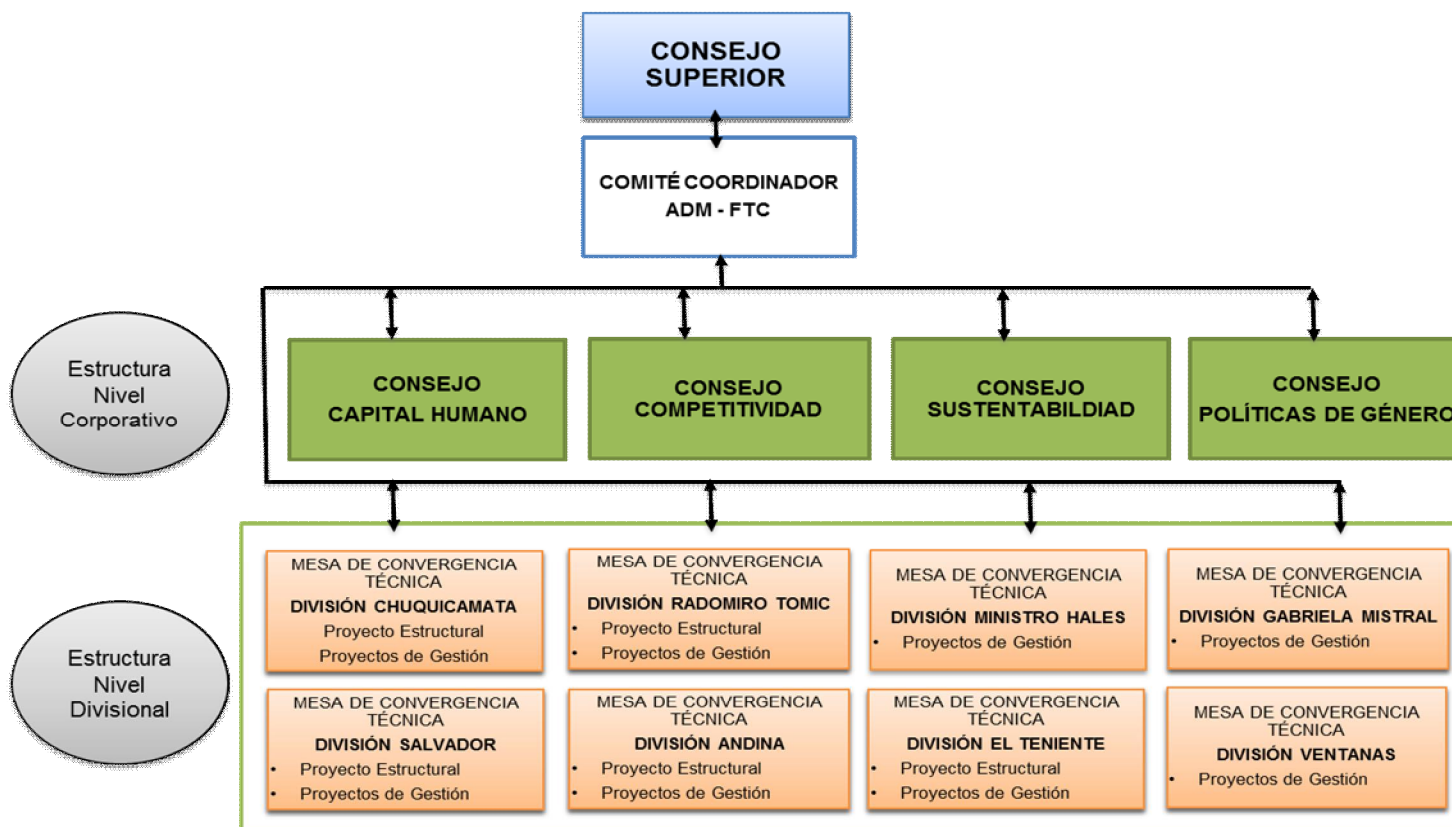 CONSEJO
SUPERIOR
COMITÉ COORDINADOR
ADM - FTC
Estructura
Nivel
Corporativo
CONSEJO
CAPITAL HUMANO
CONSEJO
COMPETITIVIDAD
CONSEJO
SUSTENTABILDIAD
CONSEJO
POLÍTICAS DE GÉNERO
Estructura
Nivel
Divisional
MESA DE CONVERGENCIA
TÉCNICA
DIVISIÓN CHUQUICAMATA
Proyecto Estructural
Proyectos de Gestión
MESA DE CONVERGENCIA
TÉCNICA
DIVISIÓN RADOMIRO TOMIC
• Proyecto Estructural
• Proyectos de Gestión
MESA DE CONVERGENCIA
TÉCNICA
DIVISIÓN MINISTRO HALES
• Proyectos de Gestión
MESA DE CONVERGENCIA
TÉCNICA
DIVISIÓN GABRIELA MISTRAL
• Proyectos de Gestión
MESA DE CONVERGENCIA
TÉCNICA
DIVISIÓN SALVADOR
• Proyecto Estructural
• Proyectos de Gestión
MESA DE CONVERGENCIA
TÉCNICA
DIVISIÓN ANDINA
• Proyecto Estructural
• Proyectos de Gestión
MESA DE CONVERGENCIA
TÉCNICA
DIVISIÓN EL TENIENTE
• Proyecto Estructural
• Proyectos de Gestión
MESA DE CONVERGENCIA
TÉCNICA
DIVISIÓN VENTANAS
• Proyectos de Gestión